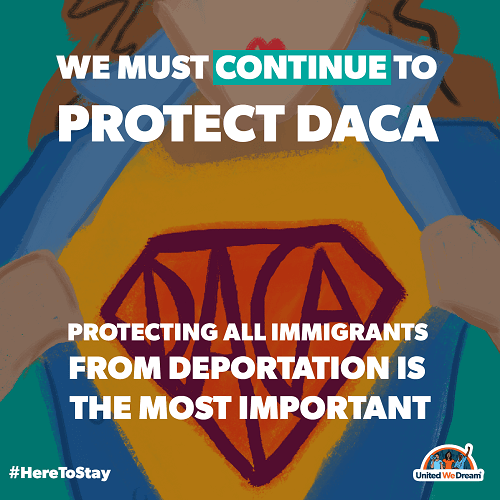 WE MUST CONTINUE TO
PROTECT DACA
DACA
PROTECTING ALL IMMIGRANTS
FROM DEPORTATION IS
THE MOST IMPORTANT
#HereToStay
United We Dream